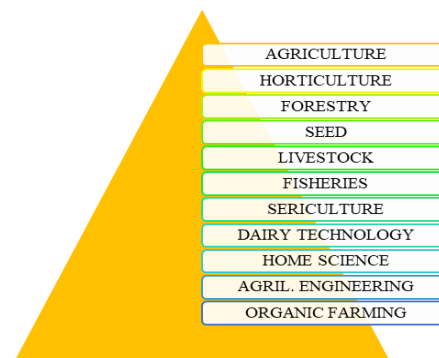 AGRICULTURE
HORTICULTURE
FORESTRY
SEED
LIVESTOCK
FISHERIES
SERICULTURE
DAIRY TECHNOLOGY
HOME SCIENCE
AGRIL. ENGINEERING
ORGANIC FARMING